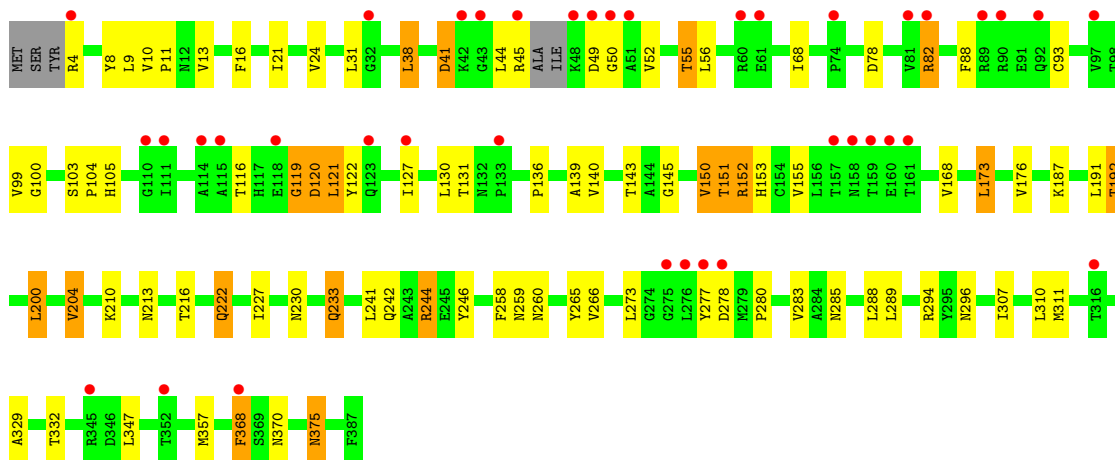 MET SER TYR R4 Y8 L9 V10 P11 N12 V13 F16 I21 V24 L31 G32 L38 D41 K42 G43 L44 R45 ALA ILE K48 D49 G50 A51 V52 T55 L56 R60 E61 I68 P74 D78 V81 R82 F88 R89 R90 E91 Q92 C93 V97 T98
V99 G100 S103 P104 H105 G110 I111 A114 A115 T116 H117 F118 G119 D120 L121 Y122 Q123 I127 L130 T131 N132 P133 P136 A139 V140 T143 A144 G145 V150 T151 R152 H153 C154 V155 L156 T157 N158 T159 E160 T161 V168 L173 V176 K187 L191 T192
L200 V204 K210 N213 T216 Q222 I227 N230 Q233 L241 Q242 A243 R244 E245 Y246 F258 N259 N260 Y265 V266 L273 G274 G275 L276 Y277 D278 M279 P280 V283 A284 N285 L288 L289 R294 Y295 N296 I307 L310 M311 T316
A329 T332 R345 D346 L347 T352 M357 F368 S369 N370 N375 F387